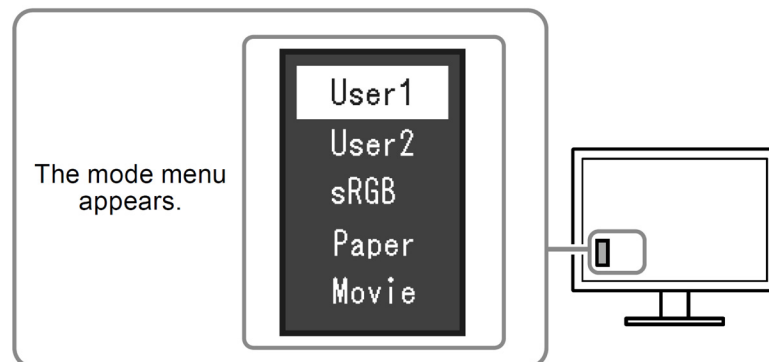 The mode menu
appears.
User1
User2
sRGB
Paper
Movie